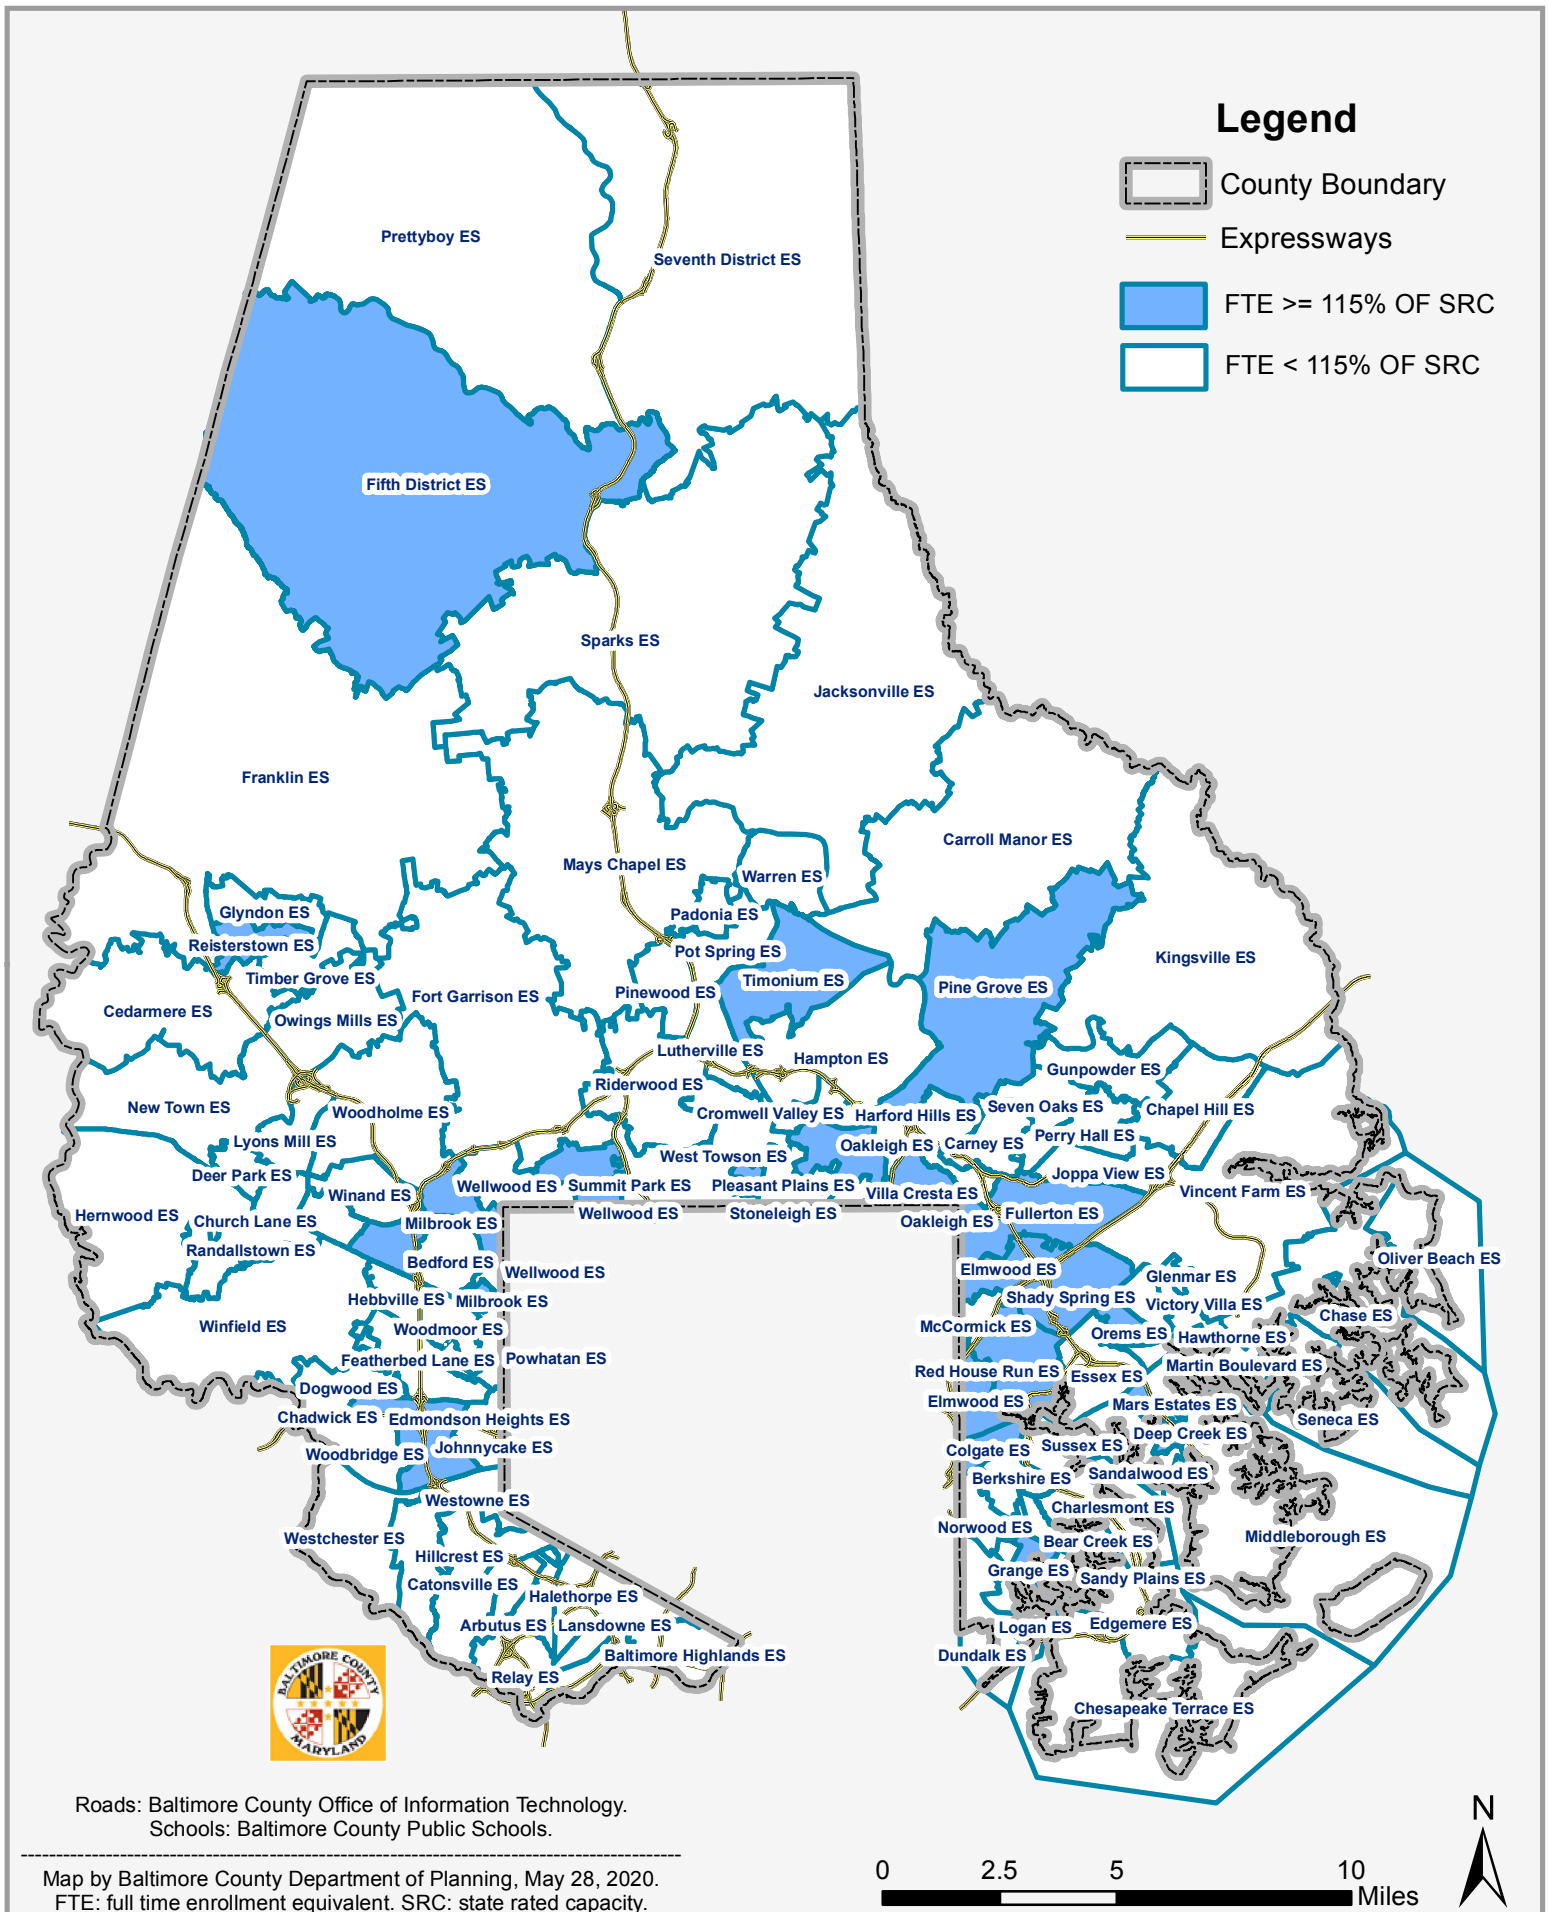 Legend
County Boundary
Expressways
FTE >= 115% OF SRC
FTE < 115% OF SRC
Prettyboy ES
Seventh District ES
Fifth District ES
Sparks ES
Jacksonville ES
Franklin ES
Carroll Manor ES
Mays Chapel ES
Warren ES
Glyndon ES
Padonia ES
Reisterstown ES
Pot Spring ES
Kingsville ES
Timber Grove ES
Timonium ES
Pine Grove ES
Fort Garrison ES
Pinewood ES
Cedarmere ES
Owings Mills ES
Lutherville ES
Hampton ES
Gunpowder ES
Riderwood ES
New Town ES
Woodholme ES
Cromwell Valley ES
Harford Hills ES
Seven Oaks ES
Chapel Hill ES
Lyons Mill ES
Oakleigh ES
Carney ES
Perry Hall ES
West Towson ES
Deer Park ES
Joppa View ES
Wellwood ES
Summit Park ES
Pleasant Plains ES
Winand ES
Villa Cresta ES
Vincent Farm ES
Hernwood ES
Church Lane ES
Milbrook ES
Wellwood ES
Stoneleigh ES
Oakleigh ES
Fullerton ES
Randallstown ES
Bedford ES
Wellwood ES
Elmwood ES
Glenmar ES
Oliver Beach ES
Hebbville ES
Milbrook ES
Shady Spring ES
Victory Villa ES
Chase ES
Winfield ES
Woodmoor ES
McCormick ES
Orems ES
Hawthorne ES
Featherbed Lane ES
Powhatan ES
Red House Run ES
Essex ES
Martin Boulevard ES
Dogwood ES
Elmwood ES
Mars Estates ES
Chadwick ES
Edmondson Heights ES
Seneca ES
Deep Creek ES
Woodbridge ES
Johnnycake ES
Colgate ES
Sussex ES
Berkshire ES
Sandalwood ES
Westowne ES
Charlesmont ES
Westchester ES
Norwood ES
Bear Creek ES
Middleborough ES
Hillcrest ES
Catonsville ES
Grange ES
Sandy Plains ES
Halethorpe ES
Arbutus ES
Lansdowne ES
Logan ES
Edgemere ES
Baltimore Highlands ES
Dundalk ES
Relay ES
Chesapeake Terrace ES
BALTIMORE COUNTY
MARYLAND
Roads: Baltimore County Office of Information Technology.
Schools: Baltimore County Public Schools.
Map by Baltimore County Department of Planning, May 28, 2020.
FTE: full time enrollment equivalent. SRC: state rated capacity.
0 2.5 5 10
Miles
N